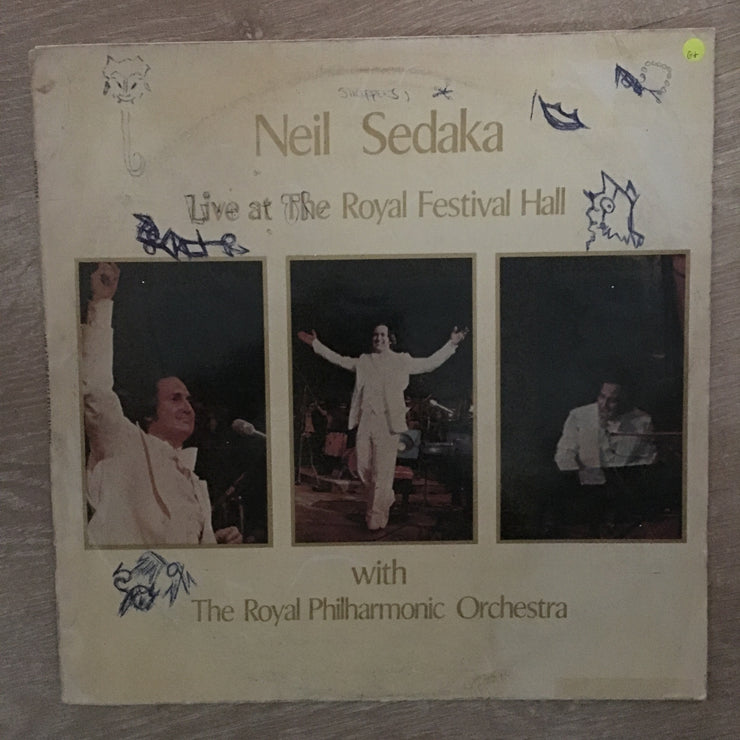 G+
Neil Sedaka
Live at The Royal Festival Hall
with
The Royal Philharmonic Orchestra